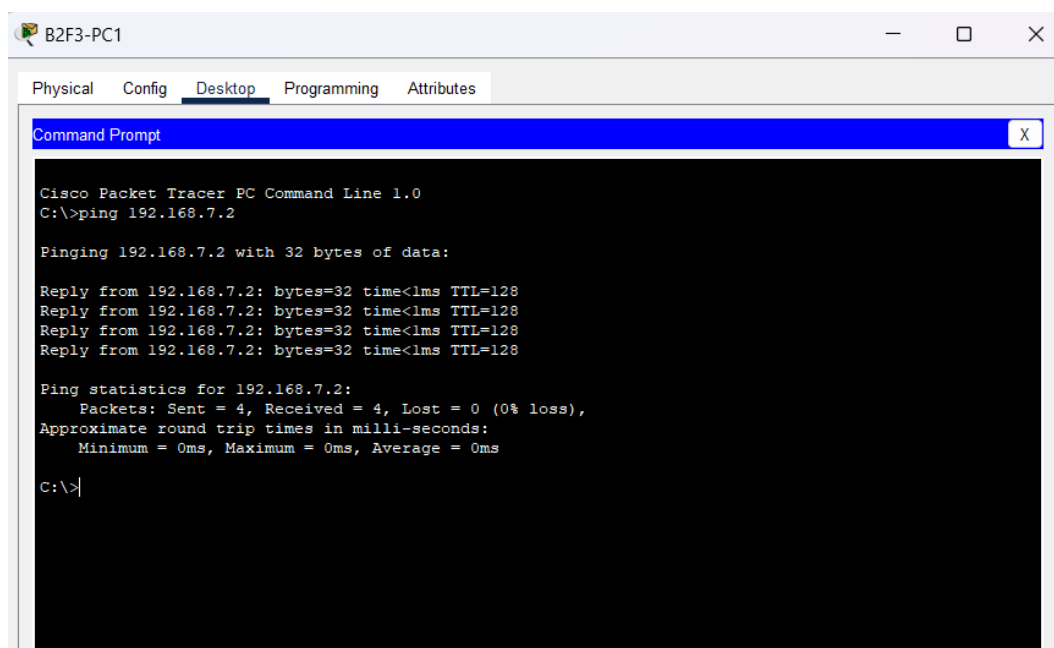 B2F3-PC1
Physical Config Desktop Programming Attributes
Command Prompt
X
Cisco Packet Tracer PC Command Line 1.0
C:\>ping 192.168.7.2
Pinging 192.168.7.2 with 32 bytes of data:
Reply from 192.168.7.2: bytes=32 time<1ms TTL=128
Reply from 192.168.7.2: bytes=32 time<1ms TTL=128
Reply from 192.168.7.2: bytes=32 time<1ms TTL=128
Reply from 192.168.7.2: bytes=32 time<1ms TTL=128
Ping statistics for 192.168.7.2:
Packets: Sent = 4, Received = 4, Lost = 0 (0% loss),
Approximate round trip times in milli-seconds:
Minimum = 0ms, Maximum = 0ms, Average = 0ms
C:\>